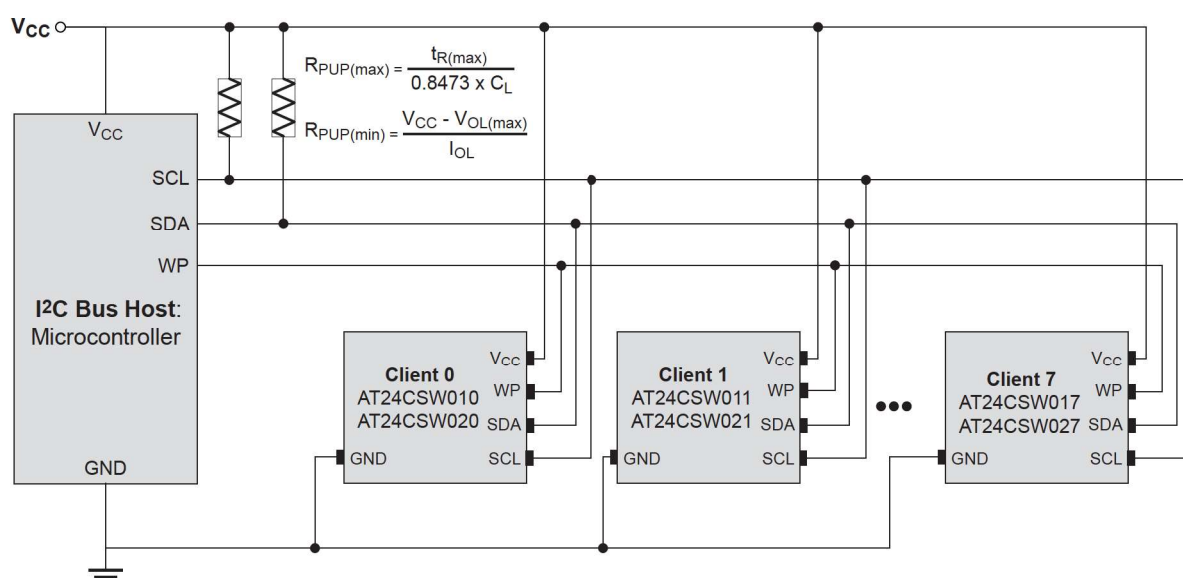 VCC
RPUP(max) = tR(max) / 0.8473 x CL
RPUP(min) = VCC - VOL(max) / IOL
VCC
SCL
SDA
WP
I²C Bus Host:
Microcontroller
GND
VCC
Client 0
WP
AT24CSW010
AT24CSW020
SDA
GND
SCL
VCC
Client 1
WP
AT24CSW011
AT24CSW021
SDA
GND
SCL
VCC
Client 7
WP
AT24CSW017
AT24CSW027
SDA
GND
SCL